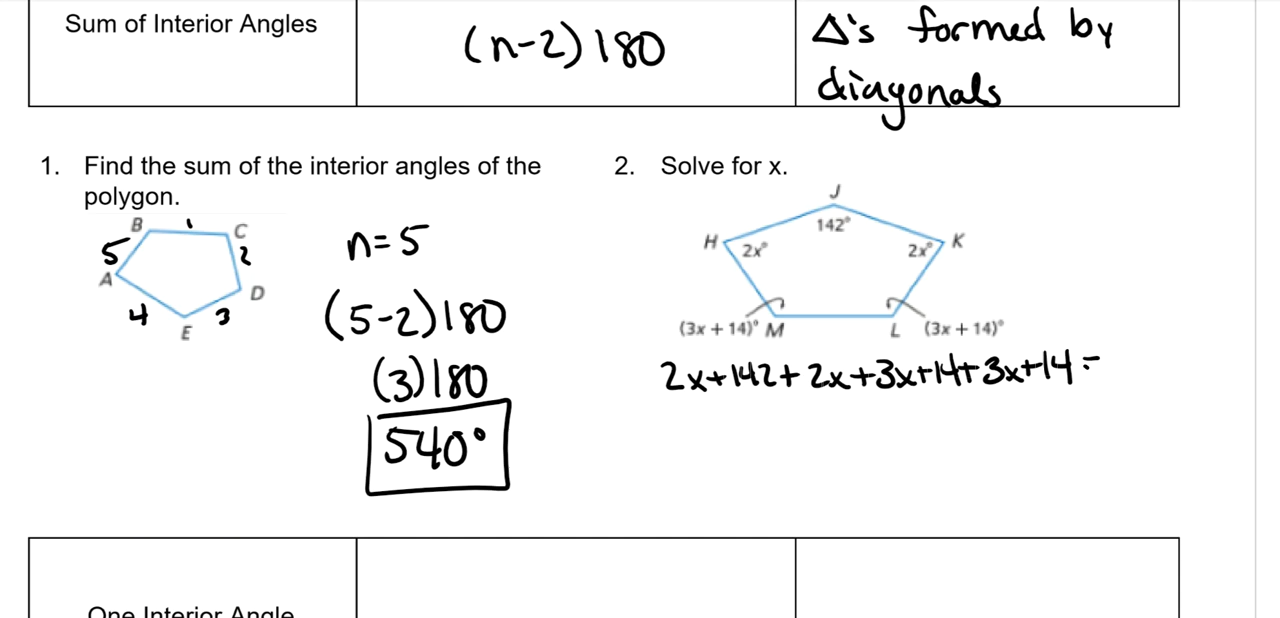 Sum of Interior Angles
(n-2)180
Δ's formed by
diagonals
1. Find the sum of the interior angles of the
polygon.
B
1
C
5
2
A
D
4
3
E
n=5
(5-2)180
(3)180
540°
2. Solve for x.
J
142°
H
2x°
2x°
K
(3x + 14)°
M
L
(3x + 14)°
2x+142+2x+3x+14+3x+14=
One Interior Angle